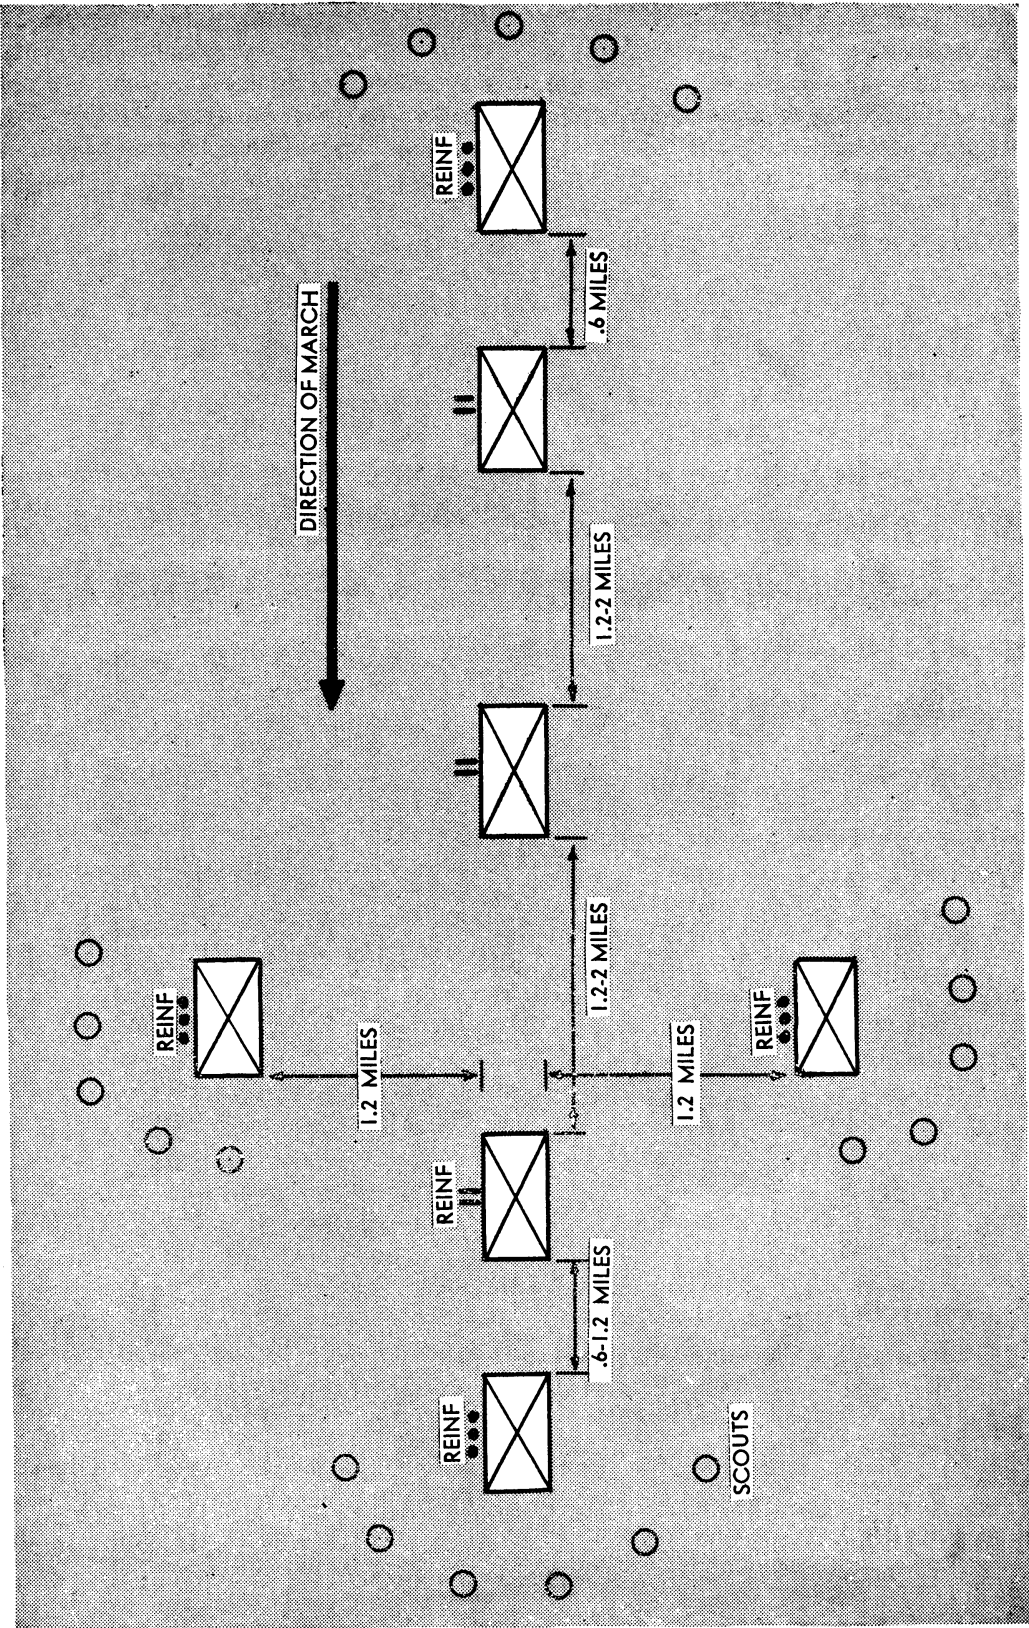 REINF
DIRECTION OF MARCH
1.2 MILES
REINF
REINF
REINF
.6-1.2 MILES
1.2-2 MILES
1.2-2 MILES
.6 MILES
1.2 MILES
SCOUTS
REINF